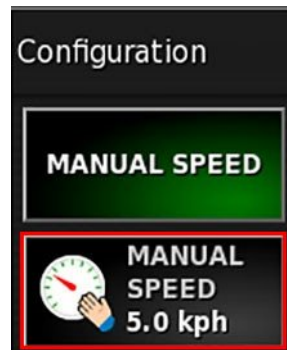 Configuration
MANUAL SPEED
MANUAL
SPEED
5.0 kph